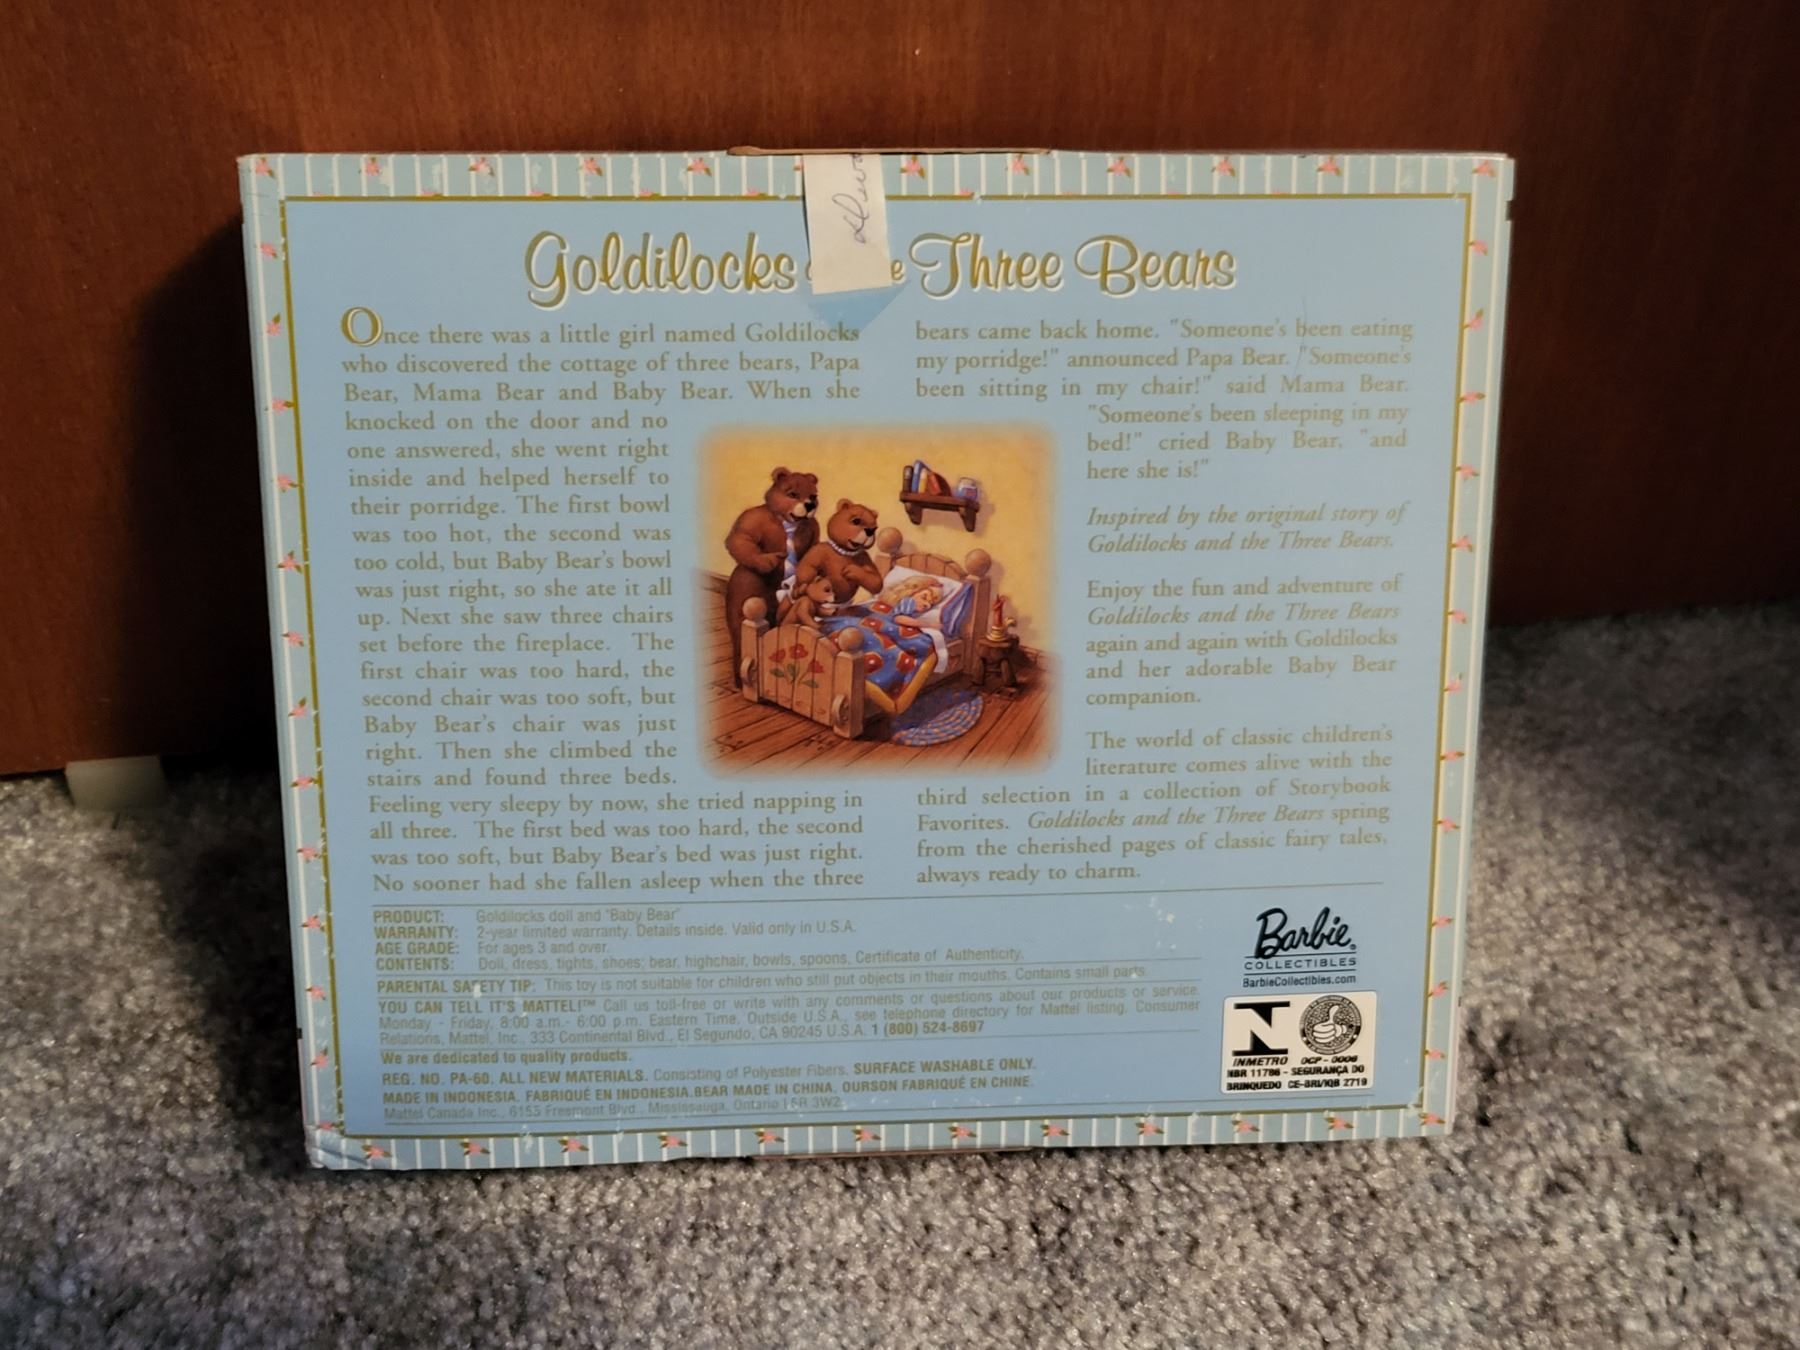 Goldilocks e Three Bears
Once there was a little girl named Goldilocks
who discovered the cottage of three bears, Papa
Bear, Mama Bear and Baby Bear. When she
knocked on the door and no
one answered, she went right
inside and helped herself to
their porridge. The first bowl
was too hot, the second was
too cold, but Baby Bear's bowl
was just right, so she ate it all
up. Next she saw three chairs
set before the fireplace. The
first chair was too hard, the
second chair was too soft, but
Baby Bear's chair was just
right. Then she climbed the
stairs and found three beds.
Feeling very sleepy by now, she tried napping in
all three. The first bed was too hard, the second
was too soft, but Baby Bear's bed was just right.
No sooner had she fallen asleep when the three
bears came back home. "Someone's been eating
my porridge!" announced Papa Bear. "Someone's
been sitting in my chair!" said Mama Bear.
"Someone's been sleeping in my
bed!" cried Baby Bear, "and
here she is!"
Inspired by the original story of
Goldilocks and the Three Bears.
Enjoy the fun and adventure of
Goldilocks and the Three Bears
again and again with Goldilocks
and her adorable Baby Bear
companion.
The world of classic children's
literature comes alive with the
third selection in a collection of Storybook
Favorites. Goldilocks and the Three Bears spring
from the cherished pages of classic fairy tales,
always ready to charm.
PRODUCT: Goldilocks doll and "Baby Bear"
WARRANTY: 2-year limited warranty. Details inside. Valid only in U.S.A.
AGE GRADE: For ages 3 and over.
CONTENTS: Doll, dress, tights, shoes; bear, highchair, bowls, spoons, Certificate of Authenticity.
PARENTAL SAFETY TIP: This toy is not suitable for children who still put objects in their mouths. Contains small parts.
YOU CAN TELL IT'S MATTEL!™ Call us toll-free or write with any comments or questions about our products or service.
Monday - Friday, 8:00 a.m.- 6:00 p.m. Eastern Time. Outside U.S.A., see telephone directory for Mattel listing. Consumer
Relations, Mattel, Inc., 333 Continental Blvd., El Segundo, CA 90245 U.S.A. 1 (800) 524-8697
We are dedicated to quality products.
REG. NO. PA-60. ALL NEW MATERIALS. Consisting of Polyester Fibers. SURFACE WASHABLE ONLY.
MADE IN INDONESIA. FABRIQUÉ EN INDONESIA. BEAR MADE IN CHINA. OURSON FABRIQUÉ EN CHINE.
Mattel Canada Inc., 6155 Freemont Blvd., Mississauga, Ontario L5R 3W2.
Barbie
COLLECTIBLES
BarbieCollectibles.com
N
INMETRO OCP - 0006
NBR 11786 - SEGURANÇA DO
BRINQUEDO CE-BRI/IQB 2719